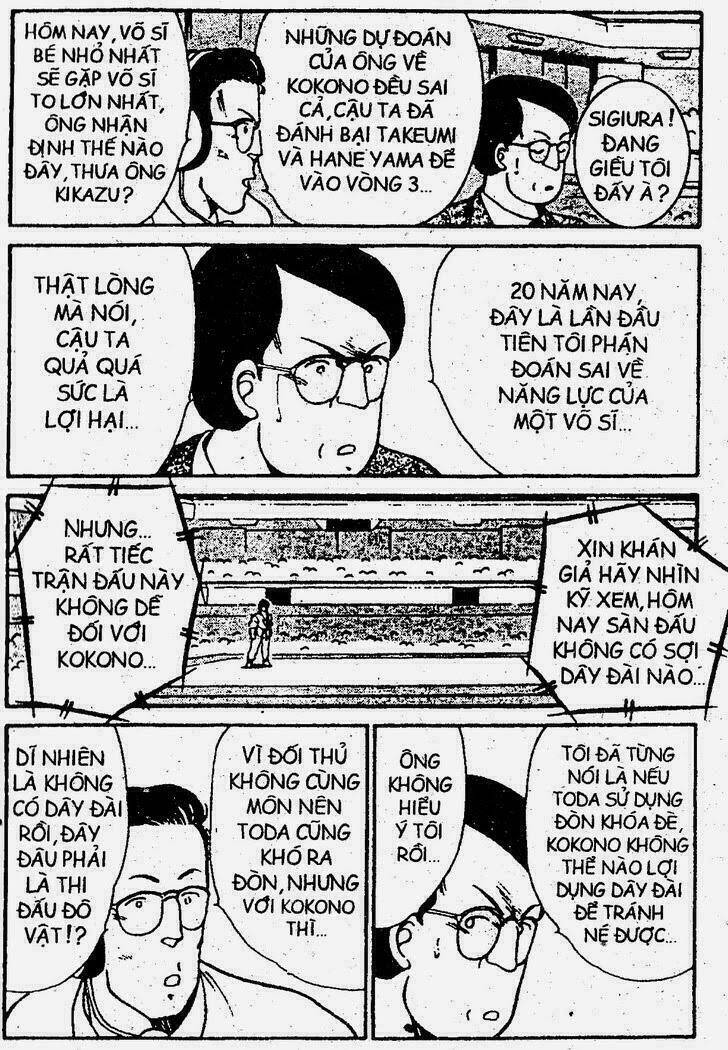 HÔM NAY, VÕ SĨ
BÉ NHỎ NHẤT
SẼ GẶP VÕ SĨ
TO LỚN NHẤT,
ÔNG NHẬN
ĐỊNH THẾ NÀO
ĐÂY, THƯA ÔNG
KIKAZU?
NHỮNG DỰ ĐOÁN
CỦA ÔNG VỀ
KOKONO ĐỀU SAI
CẢ, CẬU TA ĐÃ
ĐÁNH BẠI TAKEUMI
VÀ HANE YAMA ĐỂ
VÀO VÒNG 3...
SIGIURA!
ĐANG
GIỄU TÔI
ĐẤY À?
THẬT LÒNG
MÀ NÓI,
CẬU TA
QUẢ QUÁ
SỨC LÀ
LỢI HẠI...
20 NĂM NAY,
ĐÂY LÀ LẦN ĐẦU
TIÊN TÔI PHÁN
ĐOÁN SAI VỀ
NĂNG LỰC CỦA
MỘT VÕ SĨ...
NHƯNG...
RẤT TIẾC
TRẬN ĐẤU NÀY
KHÔNG DỄ
ĐỐI VỚI
KOKONO...
XIN KHÁN
GIẢ HÃY NHÌN
KỸ XEM, HÔM
NAY SÀN ĐẤU
KHÔNG CÓ SỢI
DÂY ĐÀI NÀO...
DĨ NHIÊN
LÀ KHÔNG
CÓ DÂY ĐÀI
RỒI, ĐÂY
ĐÂU PHẢI
LÀ THI
ĐẤU ĐÔ
VẬT!?
VÌ ĐỐI THỦ
KHÔNG CÙNG
MÔN NÊN
TODA CŨNG
KHÓ RA
ĐÒN, NHƯNG
VỚI KOKONO
THÌ...
ÔNG
KHÔNG
HIỂU
Ý TÔI
RỒI...
TÔI ĐÃ TỪNG
NÓI LÀ NẾU
TODA SỬ DỤNG
ĐÒN KHÓA ĐÈ,
KOKONO KHÔNG
THỂ NÀO LỢI
DỤNG DÂY ĐÀI
ĐỂ TRÁNH
NÉ ĐƯỢC...